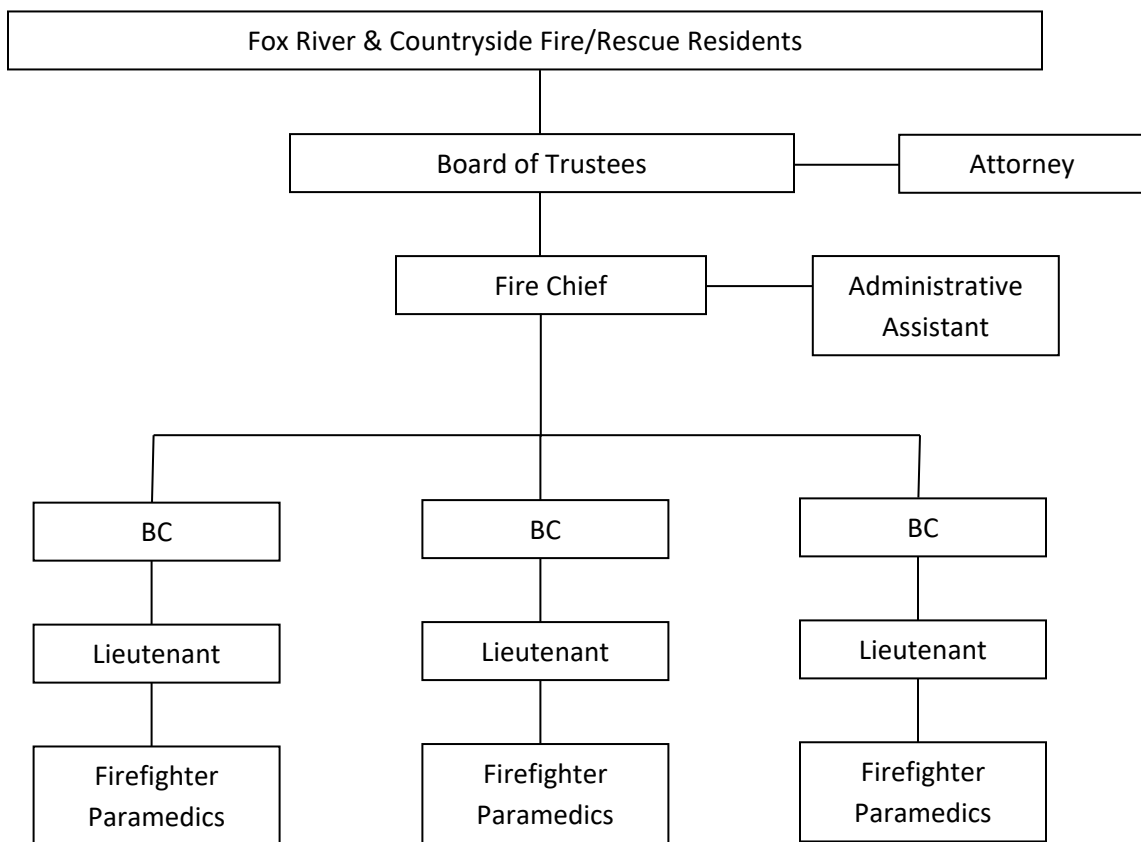 Fox River & Countryside Fire/Rescue Residents
Board of Trustees
Attorney
Fire Chief
Administrative
Assistant
BC
BC
BC
Lieutenant
Lieutenant
Lieutenant
Firefighter
Paramedics
Firefighter
Paramedics
Firefighter
Paramedics